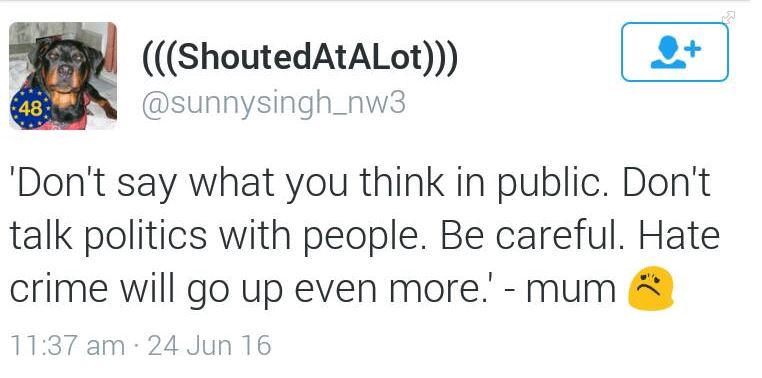 (((ShoutedAtALot)))
@sunnysingh_nw3
48
'Don't say what you think in public. Don't
talk politics with people. Be careful. Hate
crime will go up even more.' - mum 😟
11:37 am · 24 Jun 16